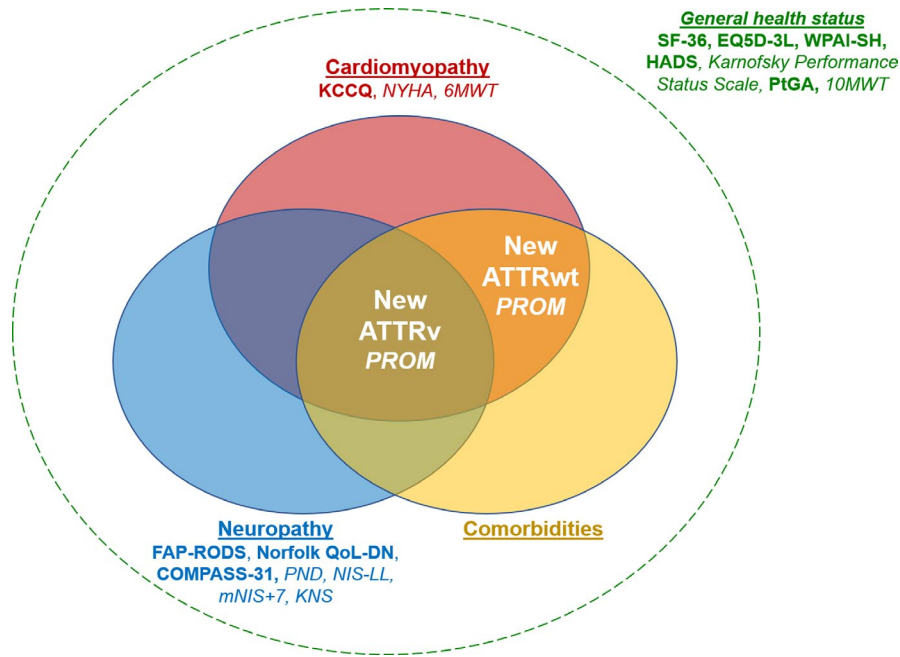 General health status
SF-36, EQ5D-3L, WPAI-SH,
HADS, Karnofsky Performance
Status Scale, PtGA, 10MWT
Cardiomyopathy
KCCQ, NYHA, 6MWT
New
ATTRwt
PROM
New
ATTRv
PROM
Neuropathy
FAP-RODS, Norfolk QoL-DN,
COMPASS-31, PND, NIS-LL,
mNIS+7, KNS
Comorbidities